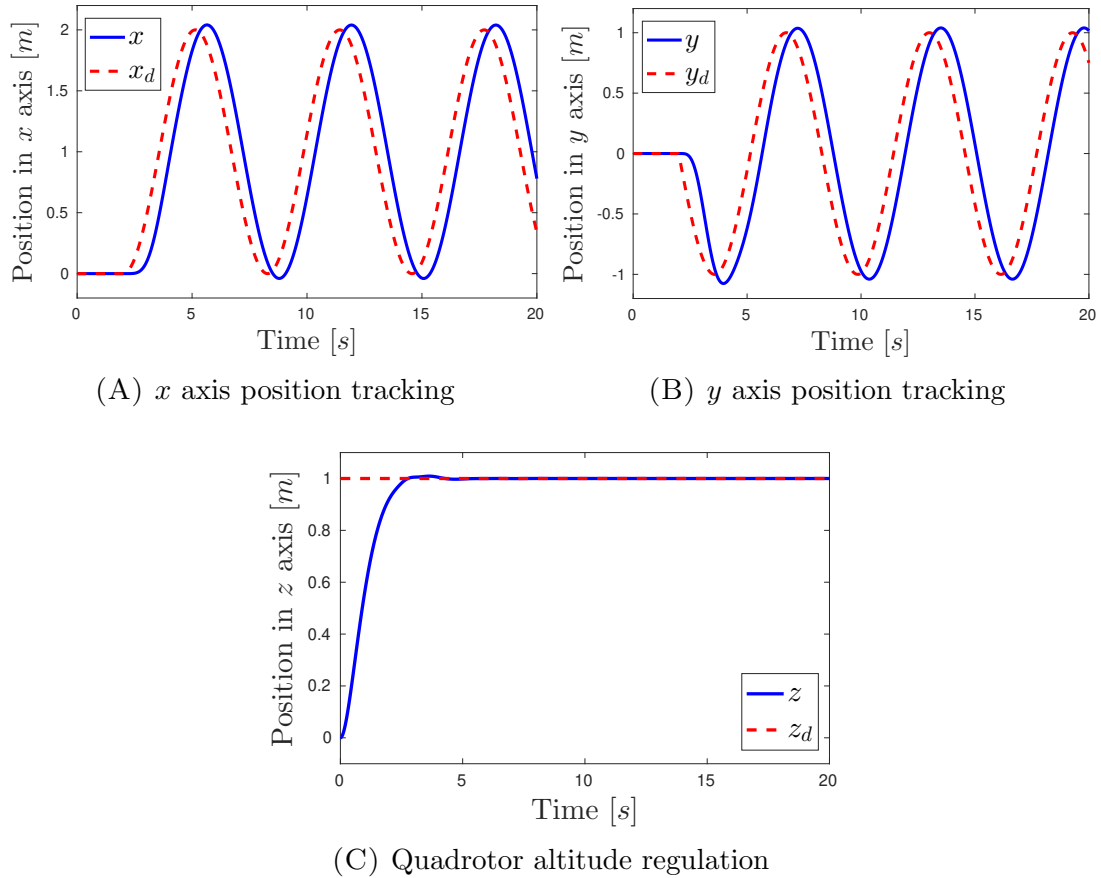 Position in x axis [m]
2
1.5
1
0.5
0
x
x_d
0
5
10
15
20
Time [s]
(A) x axis position tracking
Position in y axis [m]
1
0.5
0
-0.5
-1
y
y_d
0
5
10
15
20
Time [s]
(B) y axis position tracking
Position in z axis [m]
1
0.8
0.6
0.4
0.2
0
z
z_d
0
5
10
15
20
Time [s]
(C) Quadrotor altitude regulation